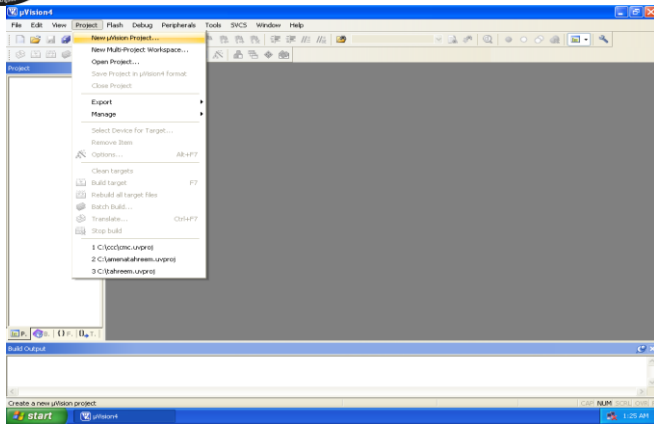 µVision4
File Edit View Project Flash Debug Peripherals Tools SVCS Window Help
Project
New µVision Project...
New Multi-Project Workspace...
Open Project...
Save Project in µVision4 format
Close Project
Export
Manage
Select Device for Target...
Remove Item
Options... Alt+F7
Clean targets
Build target F7
Rebuild all target files
Batch Build...
Translate... Ctrl+F7
Stop build
1 C:\ccc\cmc.uvproj
2 C:\amenatahreem.uvproj
3 C:\tahreem.uvproj
Build Output
Create a new µVision project
CAP NUM SCRL OVR
start µVision4 1:25 AM